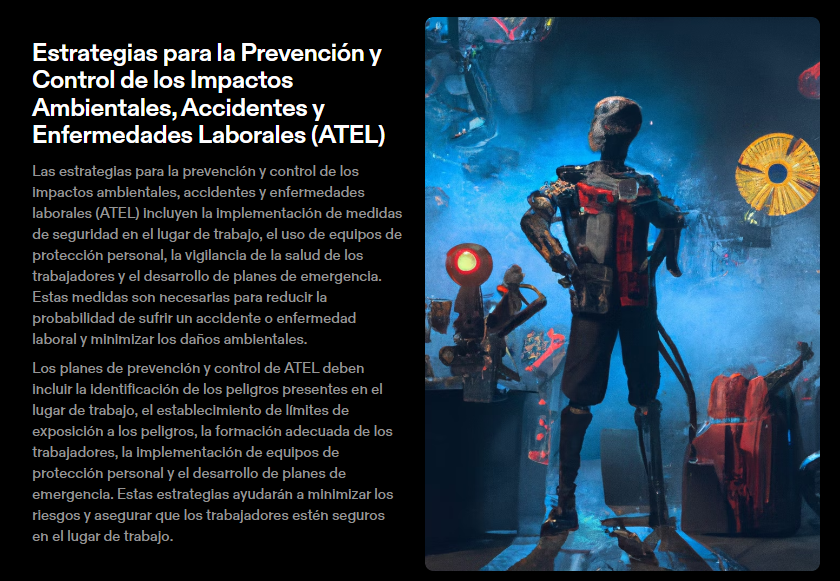 Estrategias para la Prevención y
Control de los Impactos
Ambientales, Accidentes y
Enfermedades Laborales (ATEL)
Las estrategias para la prevención y control de los
impactos ambientales, accidentes y enfermedades
laborales (ATEL) incluyen la implementación de medidas
de seguridad en el lugar de trabajo, el uso de equipos de
protección personal, la vigilancia de la salud de los
trabajadores y el desarrollo de planes de emergencia.
Estas medidas son necesarias para reducir la
probabilidad de sufrir un accidente o enfermedad
laboral y minimizar los daños ambientales.
Los planes de prevención y control de ATEL deben
incluir la identificación de los peligros presentes en el
lugar de trabajo, el establecimiento de límites de
exposición a los peligros, la formación adecuada de los
trabajadores, la implementación de equipos de
protección personal y el desarrollo de planes de
emergencia. Estas estrategias ayudarán a minimizar los
riesgos y asegurar que los trabajadores estén seguros
en el lugar de trabajo.